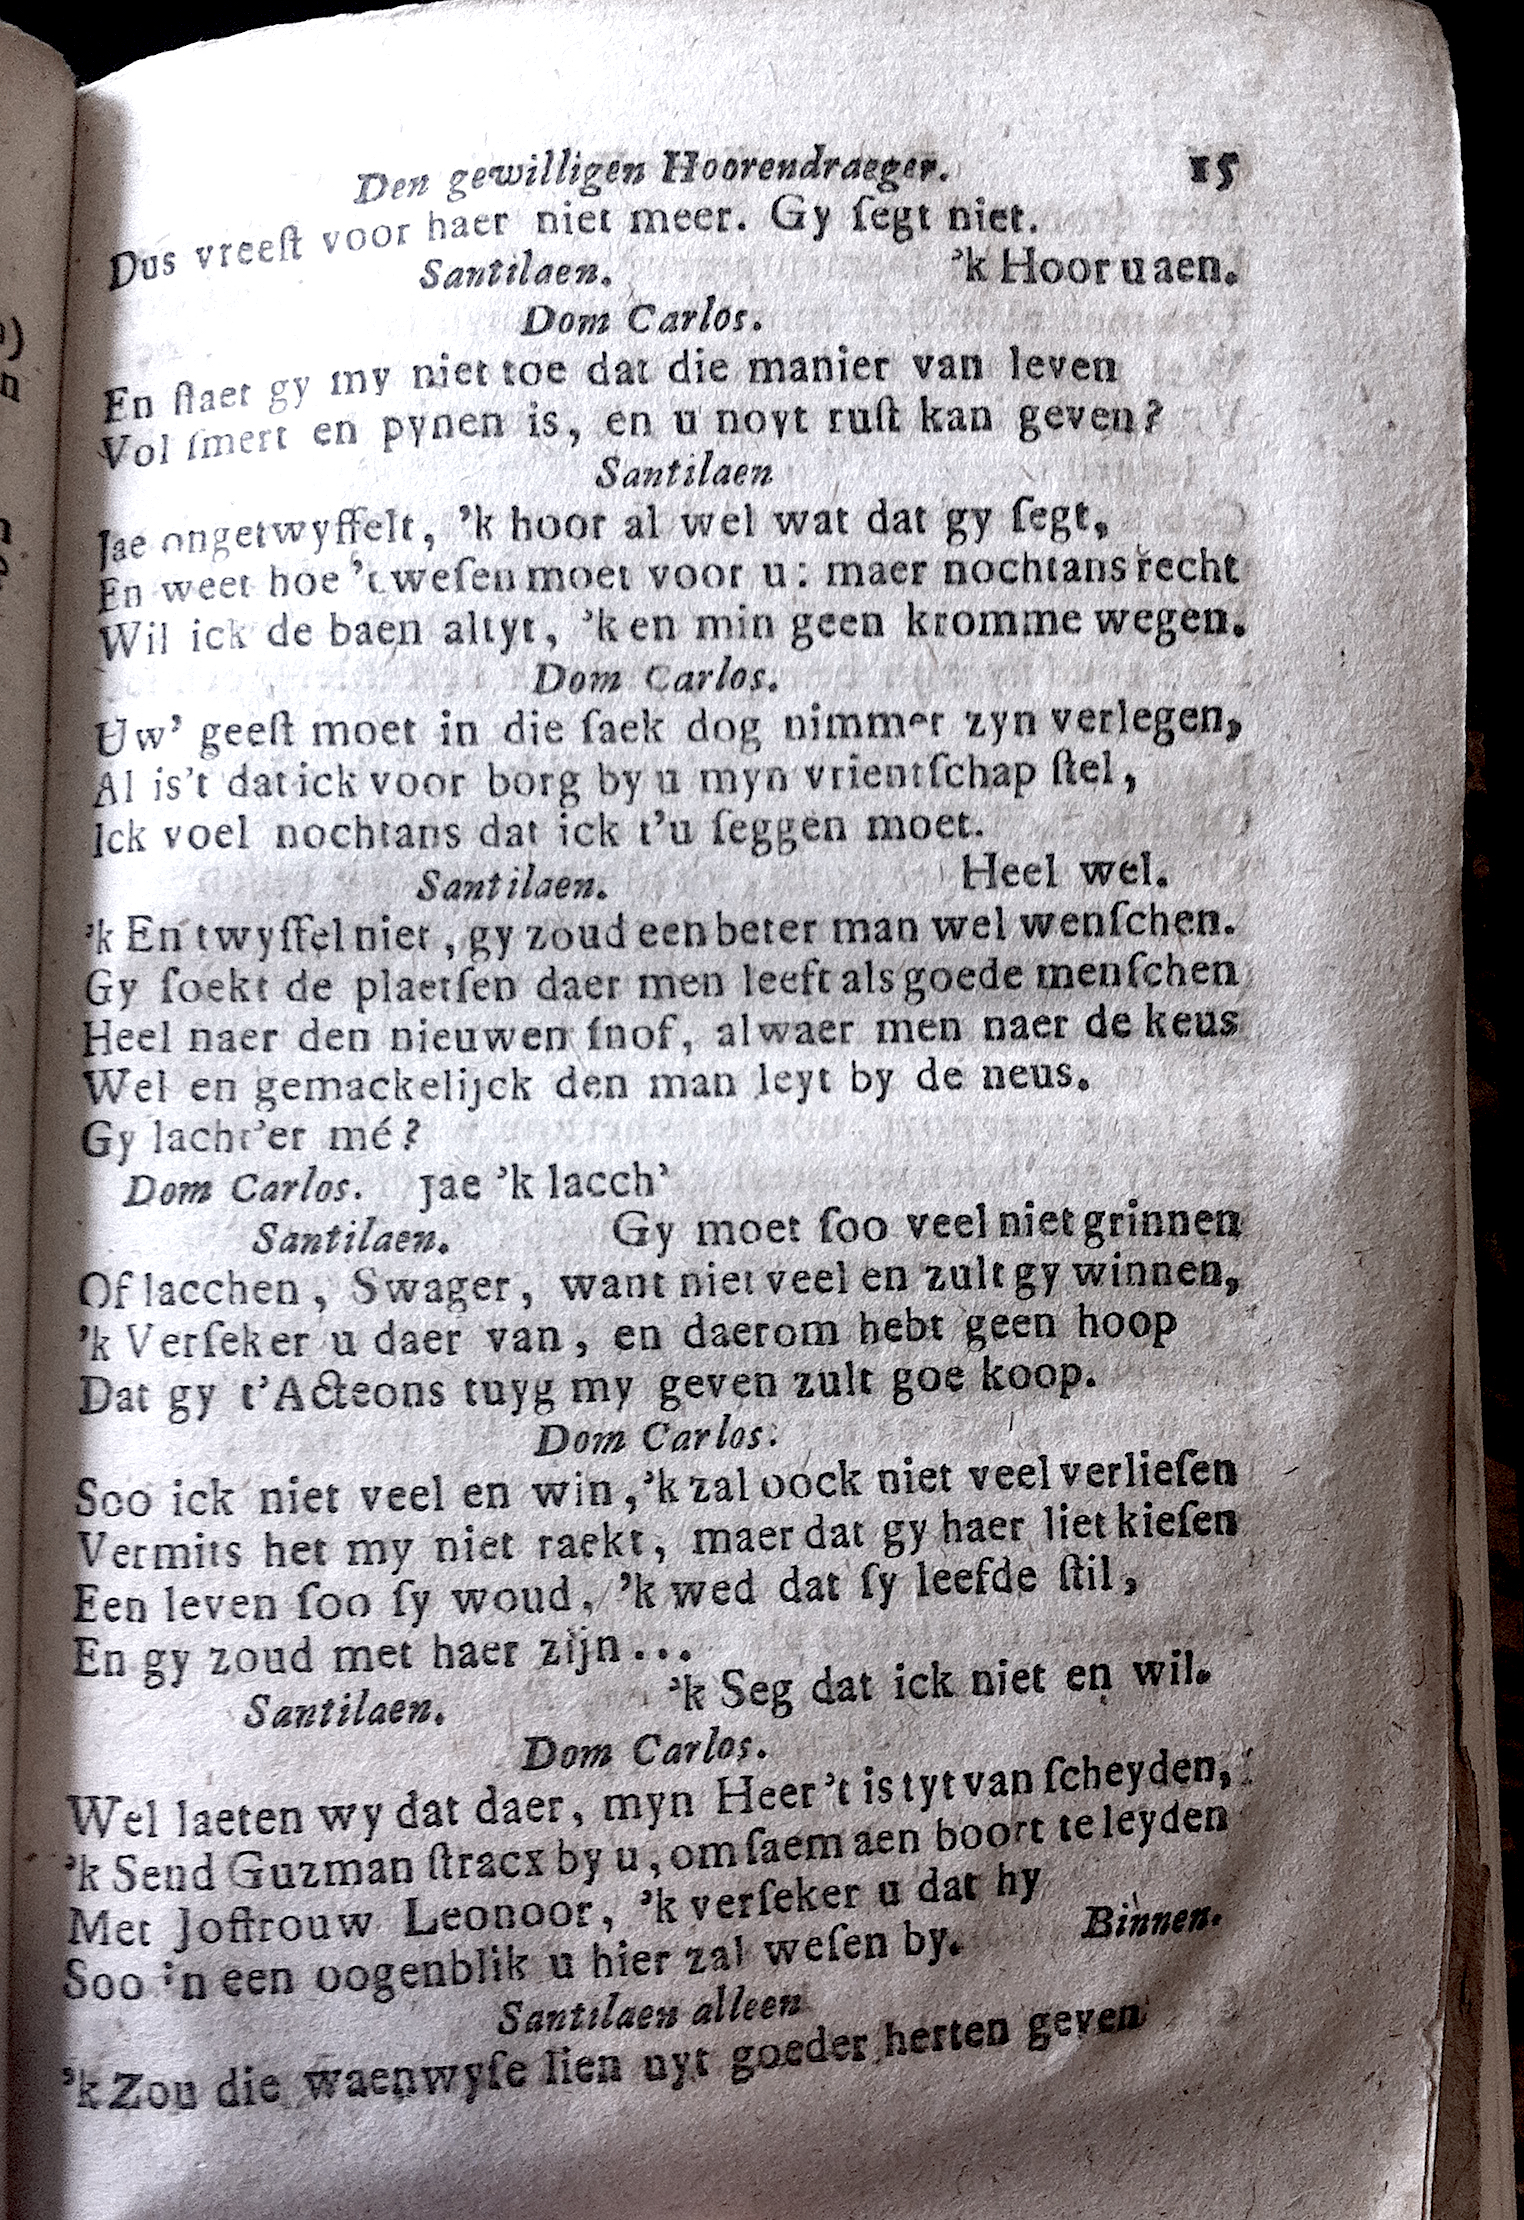 Den gewilligen Hoorendraeger. 15
Dus vreeſt voor haer niet meer. Gy ſegt niet.
Santilaen. 'k Hoor u aen.
Dom Carlos.
En ſtaet gy my niet toe dat die manier van leven
Vol ſmert en pynen is, en u noyt ruſt kan geven?
Santilaen
Jae ongetwyffelt, 'k hoor al wel wat dat gy ſegt,
En weet hoe 't weſen moet voor u: maer nochtans recht
Wil ick de baen altyt, 'k en min geen kromme wegen.
Dom Carlos.
Uw' geeſt moet in die ſaek dog nimmer zyn verlegen,
Al is't dat ick voor borg by u myn vrientſchap ſtel,
Ick voel nochtans dat ick t'u ſeggen moet.
Santilaen. Heel wel.
'k En twyffel niet, gy zoud een beter man wel wenſchen.
Gy ſoekt de plaetſen daer men leeft als goede menſchen
Heel naer den nieuwen ſnof, alwaer men naer de keus
Wel en gemackelijck den man leyt by de neus.
Gy lacht'er mé?
Dom Carlos. Jae 'k lacch'
Santilaen. Gy moet ſoo veel niet grinnen
Of lacchen, Swager, want niet veel en zult gy winnen,
'k Verſeker u daer van, en daerom hebt geen hoop
Dat gy t'Acteons tuyg my geven zult goe koop.
Dom Carlos.
Soo ick niet veel en win, 'k zal oock niet veel verlieſen
Vermits het my niet raekt, maer dat gy haer liet kieſen
Een leven ſoo ſy woud, 'k wed dat ſy leefde ſtil,
En gy zoud met haer zijn...
Santilaen. 'k Seg dat ick niet en wil.
Dom Carlos.
Wel laeten wy dat daer, myn Heer 't is tyt van ſcheyden,
'k Send Guzman ſtracx by u, om ſaem aen boort te leyden
Met Joffrouw Leonoor, 'k verſeker u dat hy
Soo in een oogenblik u hier zal weſen by. Binnen.
Santilaen alleen
'k Zou die waenwyſe lien uyt goeder herten geven